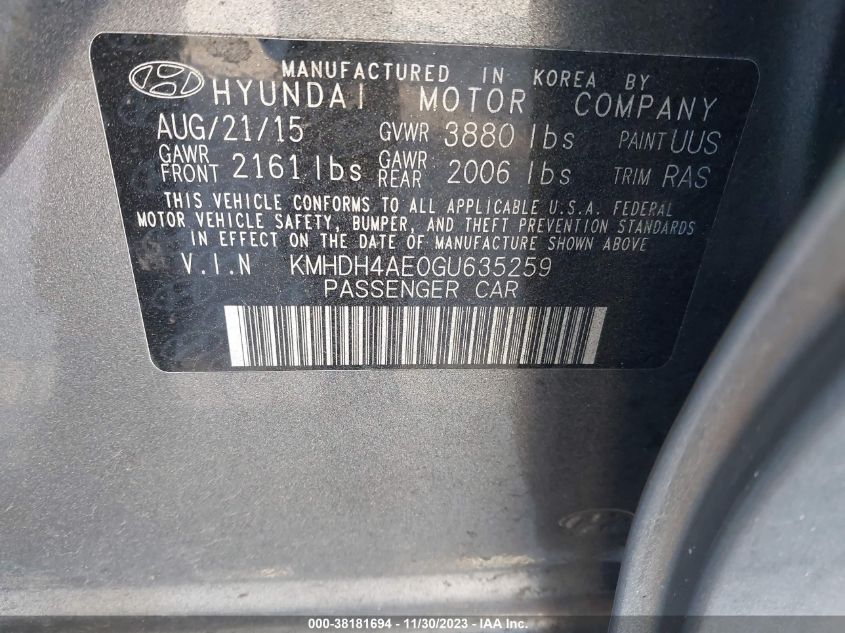 MANUFACTURED IN KOREA BY
HYUNDAI MOTOR COMPANY
AUG/21/15 GVWR 3880 lbs PAINT UUS
GAWR FRONT 2161 lbs GAWR REAR 2006 lbs TRIM RAS
THIS VEHICLE CONFORMS TO ALL APPLICABLE U.S.A. FEDERAL
MOTOR VEHICLE SAFETY, BUMPER, AND THEFT PREVENTION STANDARDS
IN EFFECT ON THE DATE OF MANUFACTURE SHOWN ABOVE
V.I.N KMHDH4AE0GU635259
PASSENGER CAR
000-38181694 - 11/30/2023 - IAA Inc.